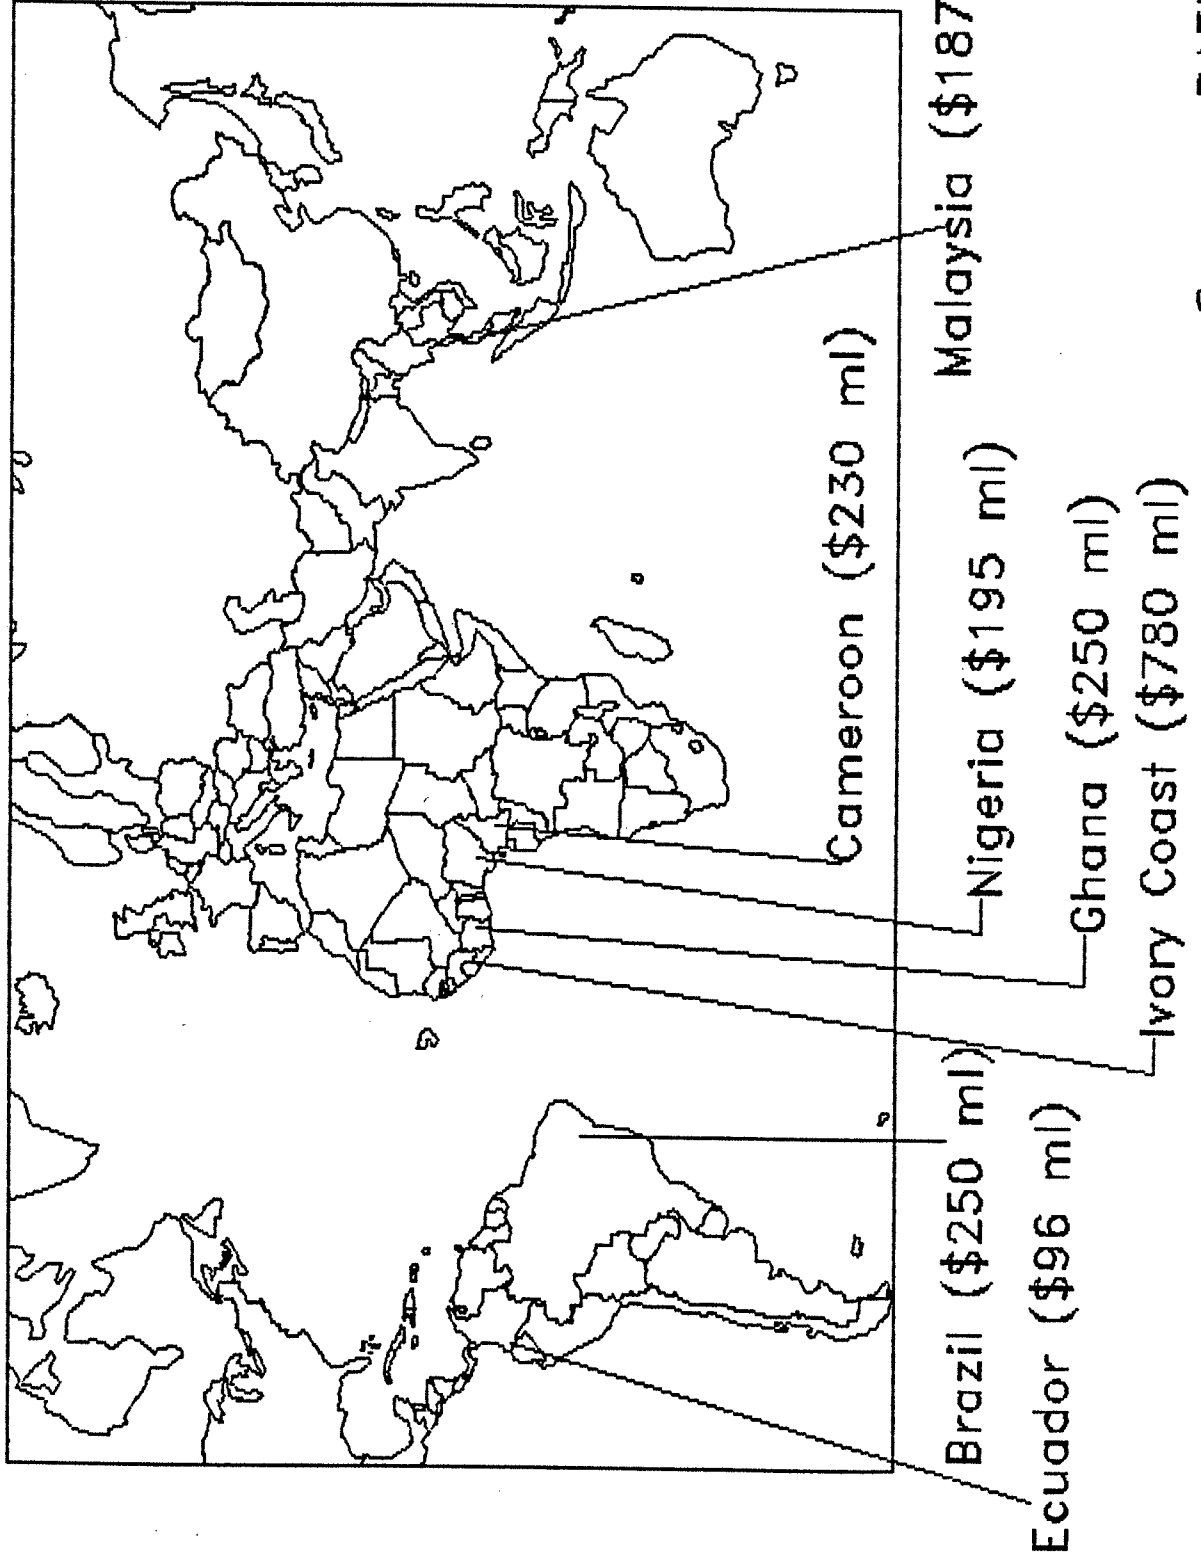 Cameroon ($230 ml)
Malaysia ($187
Brazil ($250 ml)
Nigeria ($195 ml)
Ecuador ($96 ml)
Ghana ($250 ml)
Ivory Coast ($780 ml)